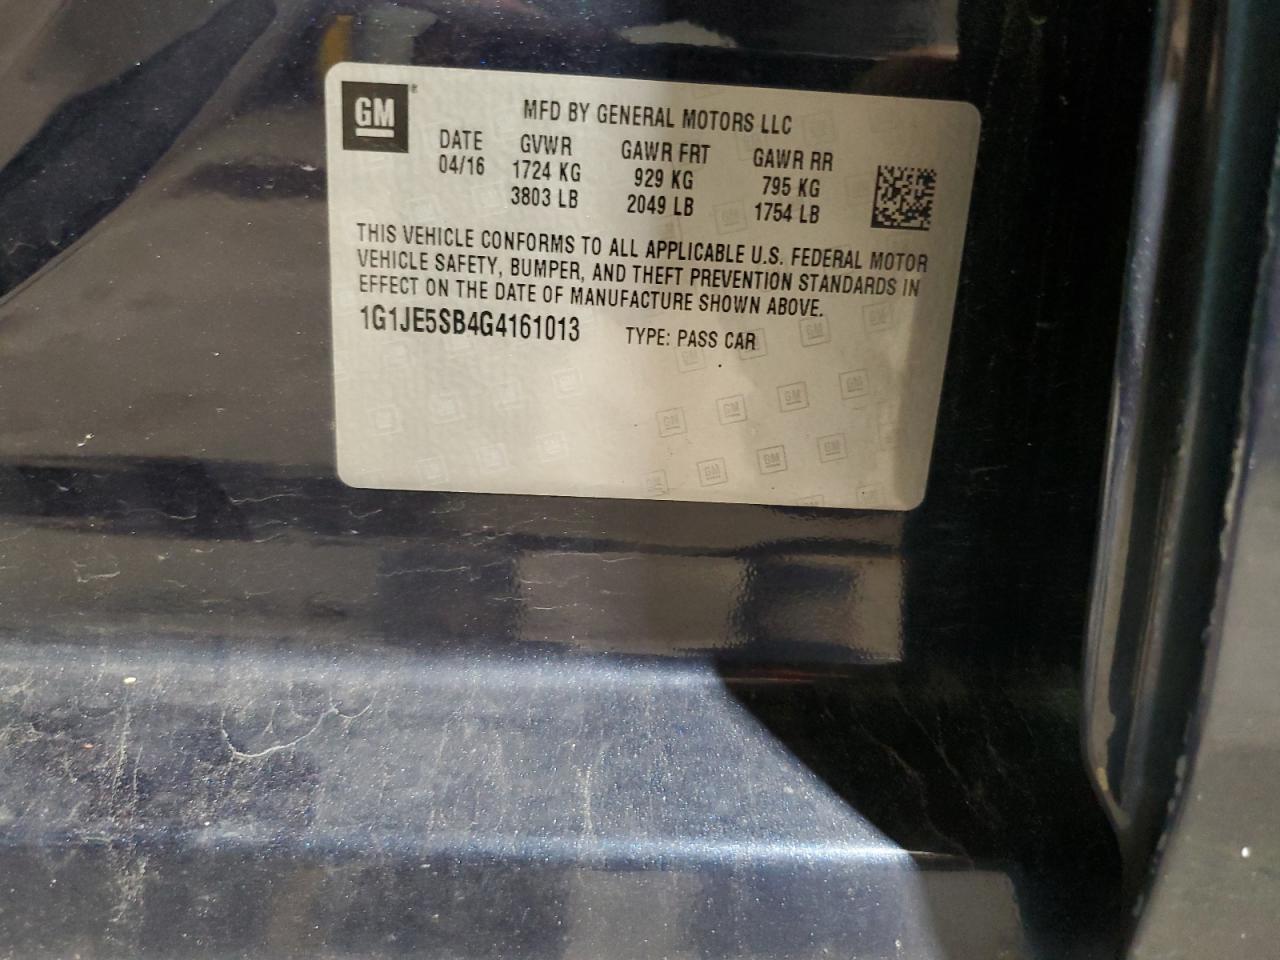 GM
MFD BY GENERAL MOTORS LLC
DATE GVWR GAWR FRT GAWR RR
04/16 1724 KG 929 KG 795 KG
3803 LB 2049 LB 1754 LB
THIS VEHICLE CONFORMS TO ALL APPLICABLE U.S. FEDERAL MOTOR
VEHICLE SAFETY, BUMPER, AND THEFT PREVENTION STANDARDS IN
EFFECT ON THE DATE OF MANUFACTURE SHOWN ABOVE.
1G1JE5SB4G4161013 TYPE: PASS CAR